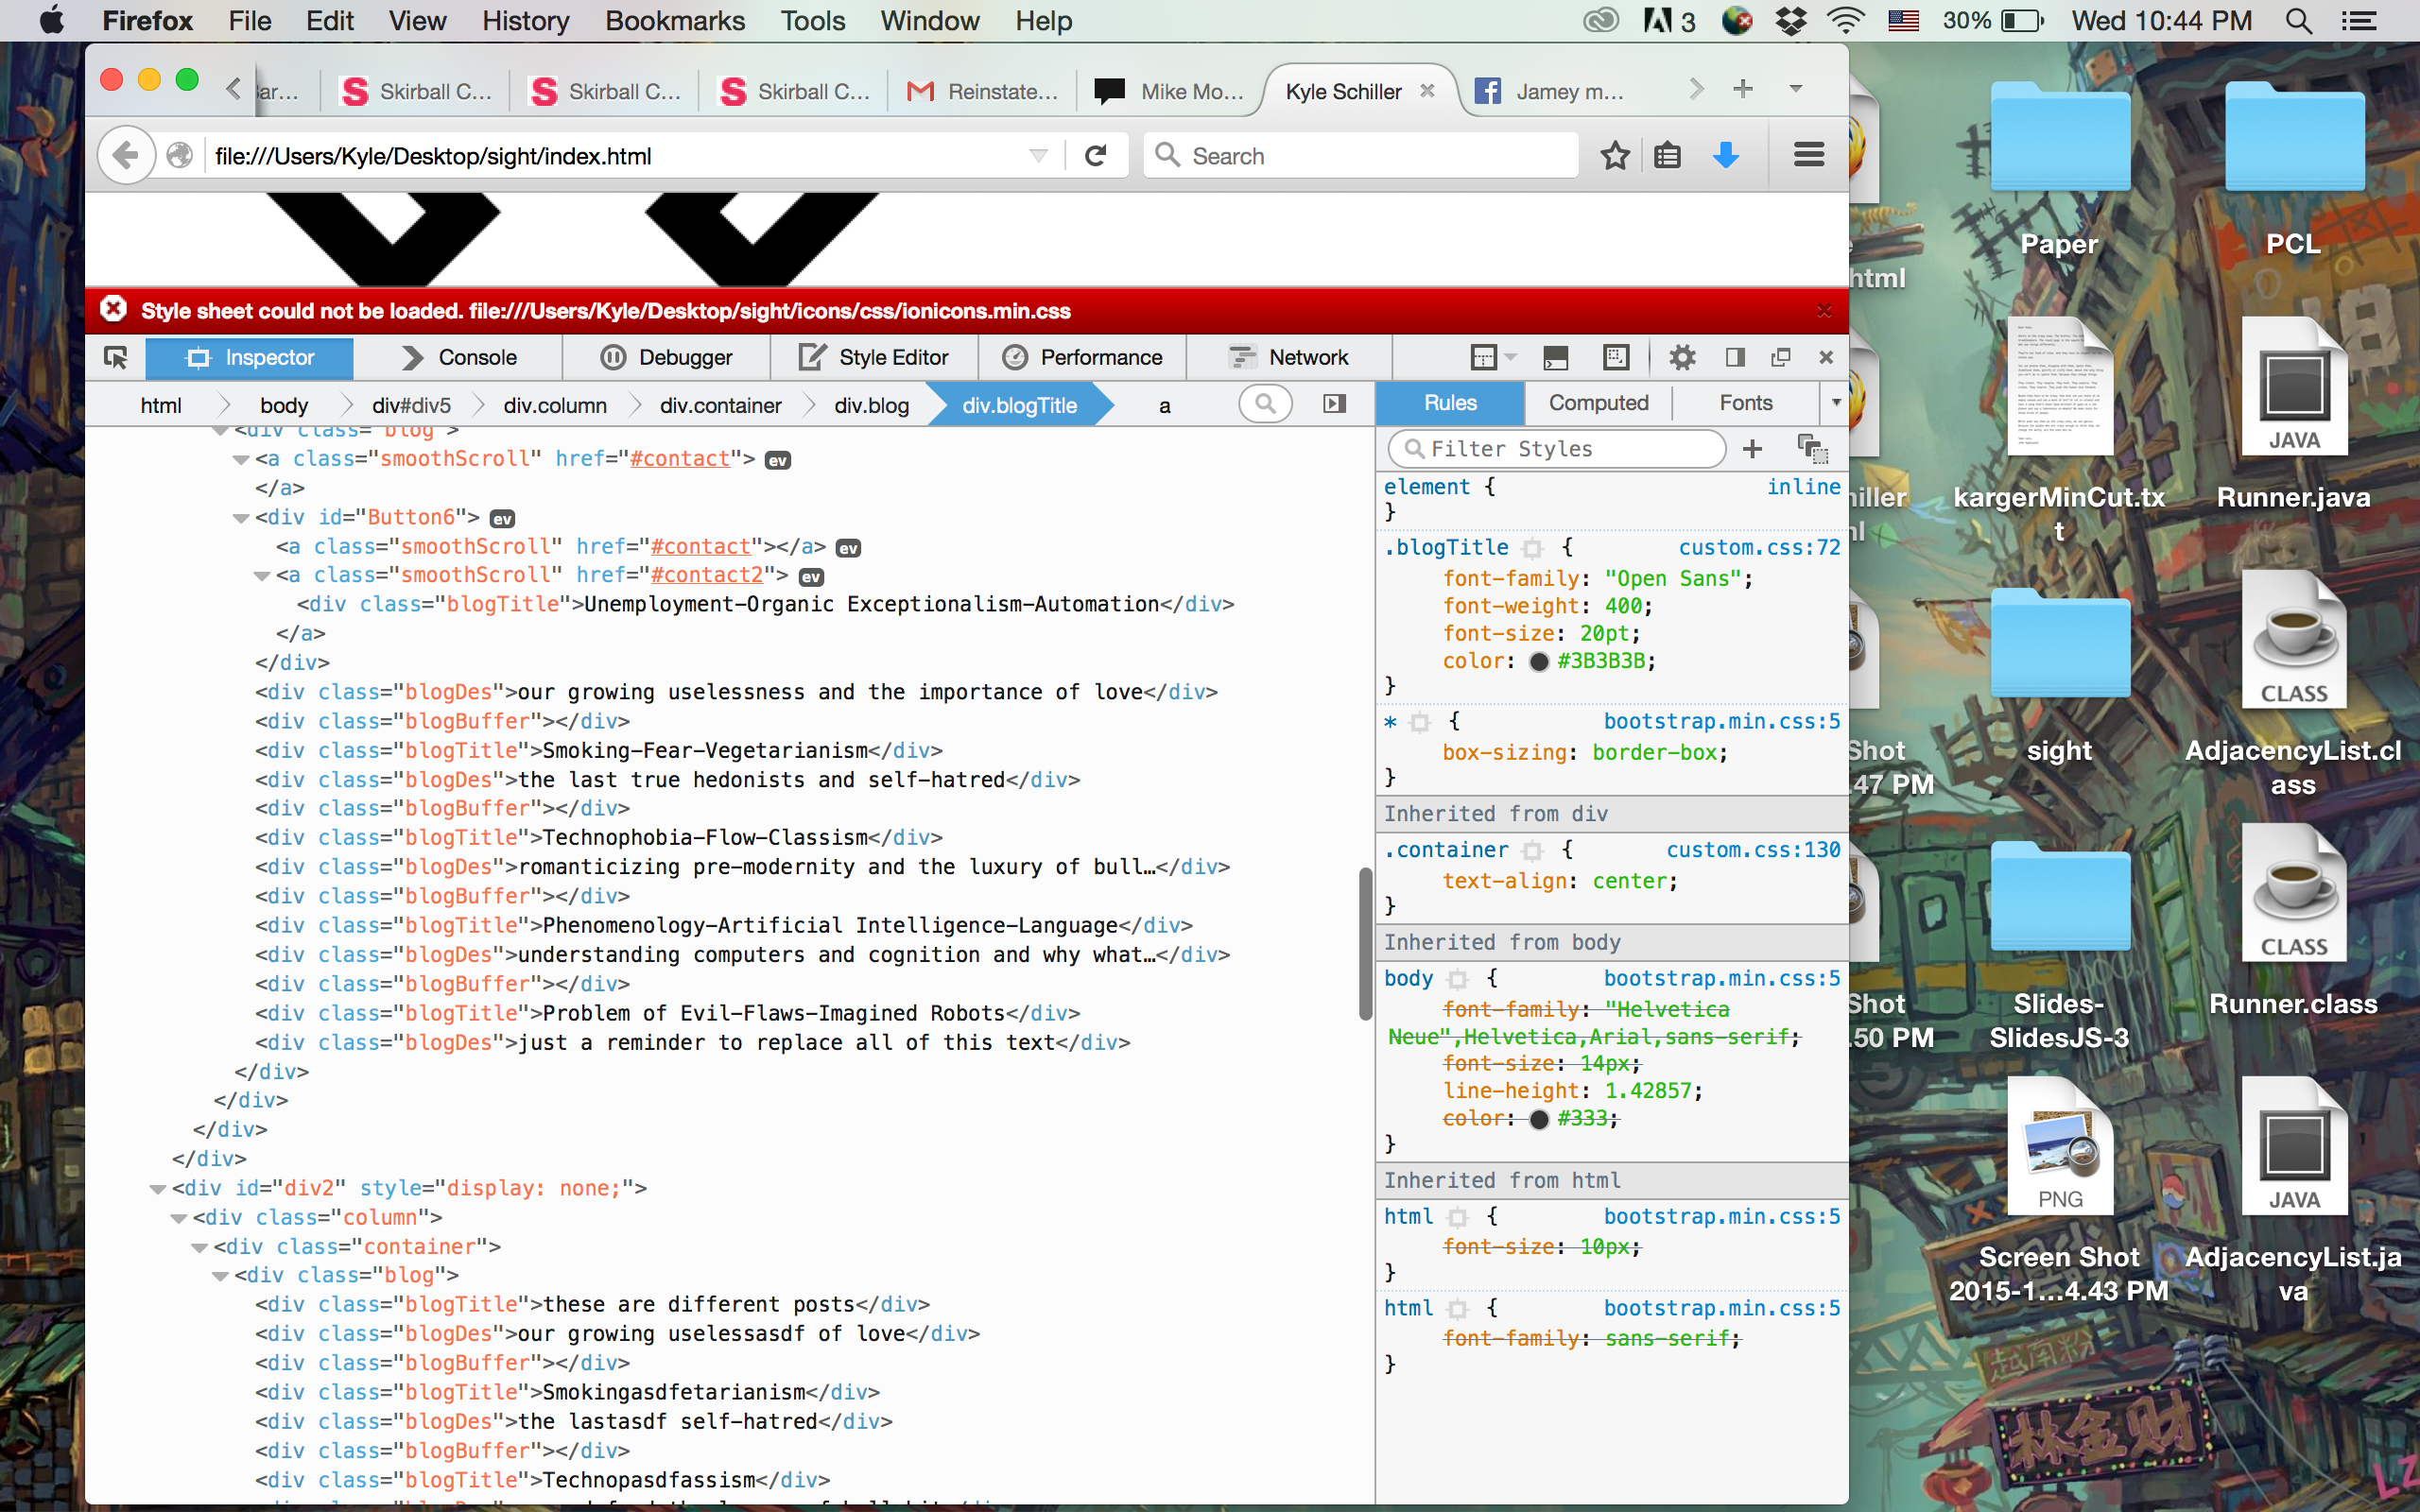 Firefox File Edit View History Bookmarks Tools Window Help 3 30% Wed 10:44 PM
ar... Skirball C... Skirball C... Skirball C... Reinstate... Mike Mo... Kyle Schiller Jamey m...
file:///Users/Kyle/Desktop/sight/index.html Search
Style sheet could not be loaded. file:///Users/Kyle/Desktop/sight/icons/css/ionicons.min.css
Inspector Console Debugger Style Editor Performance Network
html body div#div5 div.column div.container div.blog div.blogTitle a
<div class="blog">
<a class="smoothScroll" href="#contact"> ev
</a>
<div id="Button6"> ev
<a class="smoothScroll" href="#contact"></a> ev
<a class="smoothScroll" href="#contact2"> ev
<div class="blogTitle">Unemployment-Organic Exceptionalism-Automation</div>
</a>
</div>
<div class="blogDes">our growing uselessness and the importance of love</div>
<div class="blogBuffer"></div>
<div class="blogTitle">Smoking-Fear-Vegetarianism</div>
<div class="blogDes">the last true hedonists and self-hatred</div>
<div class="blogBuffer"></div>
<div class="blogTitle">Technophobia-Flow-Classism</div>
<div class="blogDes">romanticizing pre-modernity and the luxury of bull…</div>
<div class="blogBuffer"></div>
<div class="blogTitle">Phenomenology-Artificial Intelligence-Language</div>
<div class="blogDes">understanding computers and cognition and why what…</div>
<div class="blogBuffer"></div>
<div class="blogTitle">Problem of Evil-Flaws-Imagined Robots</div>
<div class="blogDes">just a reminder to replace all of this text</div>
</div>
</div>
</div>
</div>
<div id="div2" style="display: none;">
<div class="column">
<div class="container">
<div class="blog">
<div class="blogTitle">these are different posts</div>
<div class="blogDes">our growing uselessasdf of love</div>
<div class="blogBuffer"></div>
<div class="blogTitle">Smokingasdfetarianism</div>
<div class="blogDes">the lastasdf self-hatred</div>
<div class="blogBuffer"></div>
<div class="blogTitle">Technopasdfassism</div>
Rules Computed Fonts
Filter Styles
element { inline
}
.blogTitle { custom.css:72
font-family: "Open Sans";
font-weight: 400;
font-size: 20pt;
color: #3B3B3B;
}
* { bootstrap.min.css:5
box-sizing: border-box;
}
Inherited from div
.container { custom.css:130
text-align: center;
}
Inherited from body
body { bootstrap.min.css:5
font-family: "Helvetica
Neue",Helvetica,Arial,sans-serif;
font-size: 14px;
line-height: 1.42857;
color: #333;
}
Inherited from html
html { bootstrap.min.css:5
font-size: 10px;
}
html { bootstrap.min.css:5
font-family: sans-serif;
}
html
hiller
Shot
.47 PM
Shot
.50 PM
Paper
PCL
kargerMinCut.tx
t
JAVA
Runner.java
sight
CLASS
AdjacencyList.cl
ass
Slides-
SlidesJS-3
CLASS
Runner.class
PNG
Screen Shot
2015-1...4.43 PM
JAVA
AdjacencyList.ja
va
越南粉
林金财
LZ